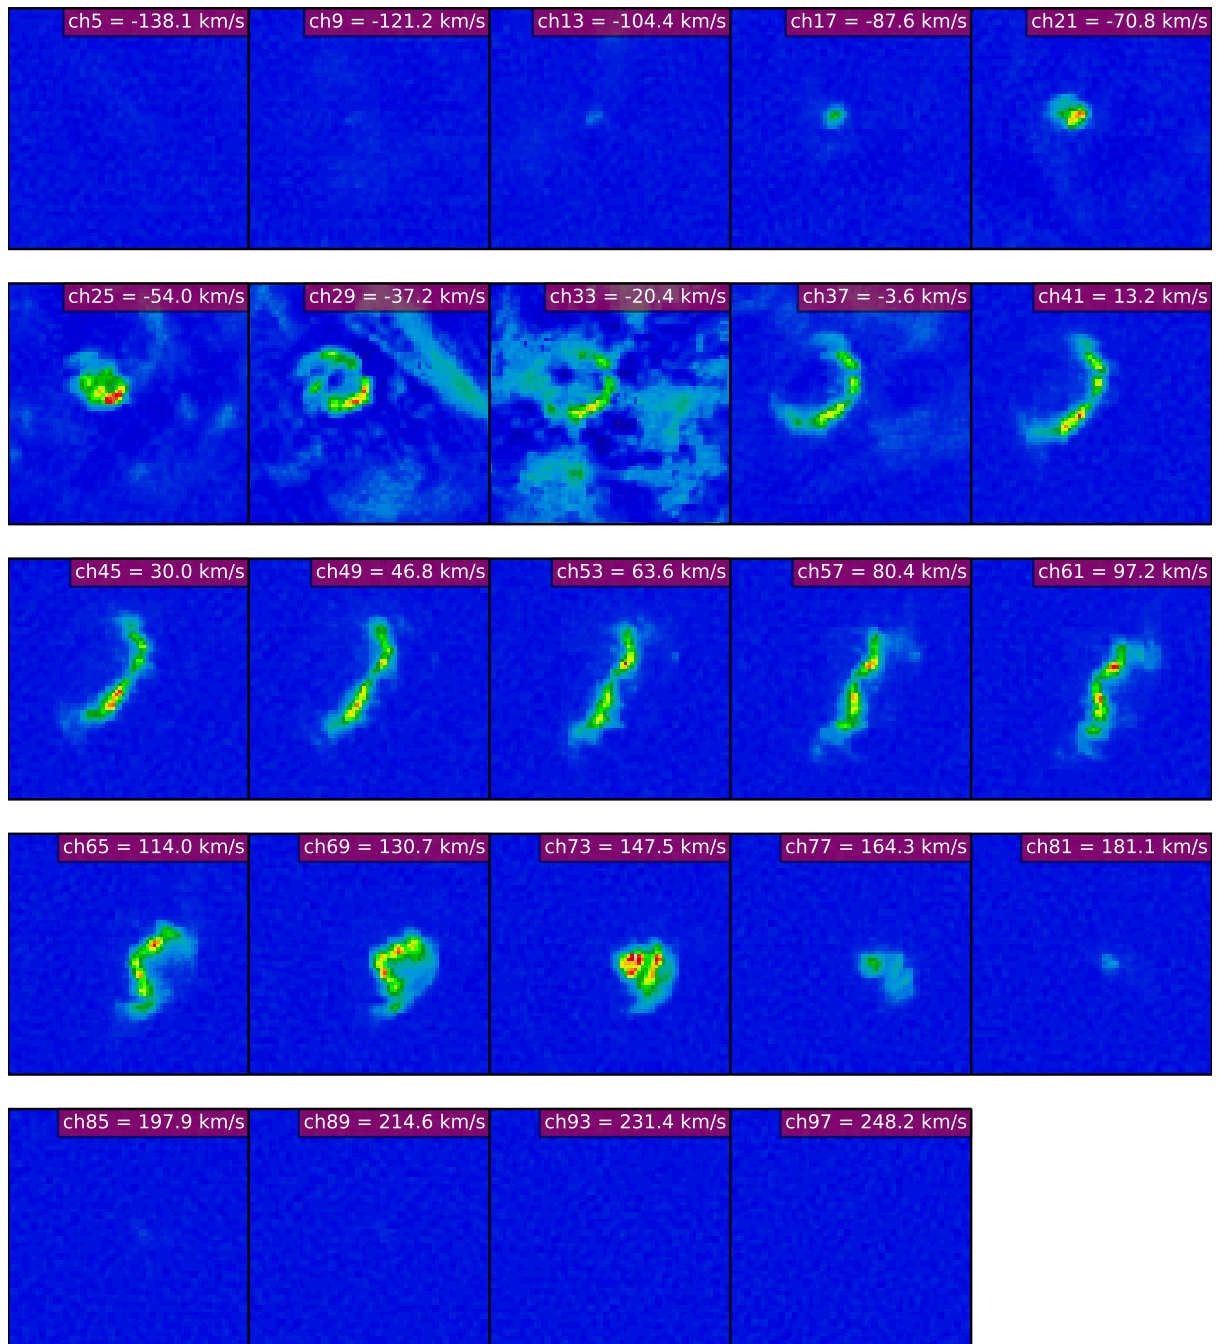 ch5 = -138.1 km/s
ch9 = -121.2 km/s
ch13 = -104.4 km/s
ch17 = -87.6 km/s
ch21 = -70.8 km/s
ch25 = -54.0 km/s
ch29 = -37.2 km/s
ch33 = -20.4 km/s
ch37 = -3.6 km/s
ch41 = 13.2 km/s
ch45 = 30.0 km/s
ch49 = 46.8 km/s
ch53 = 63.6 km/s
ch57 = 80.4 km/s
ch61 = 97.2 km/s
ch65 = 114.0 km/s
ch69 = 130.7 km/s
ch73 = 147.5 km/s
ch77 = 164.3 km/s
ch81 = 181.1 km/s
ch85 = 197.9 km/s
ch89 = 214.6 km/s
ch93 = 231.4 km/s
ch97 = 248.2 km/s